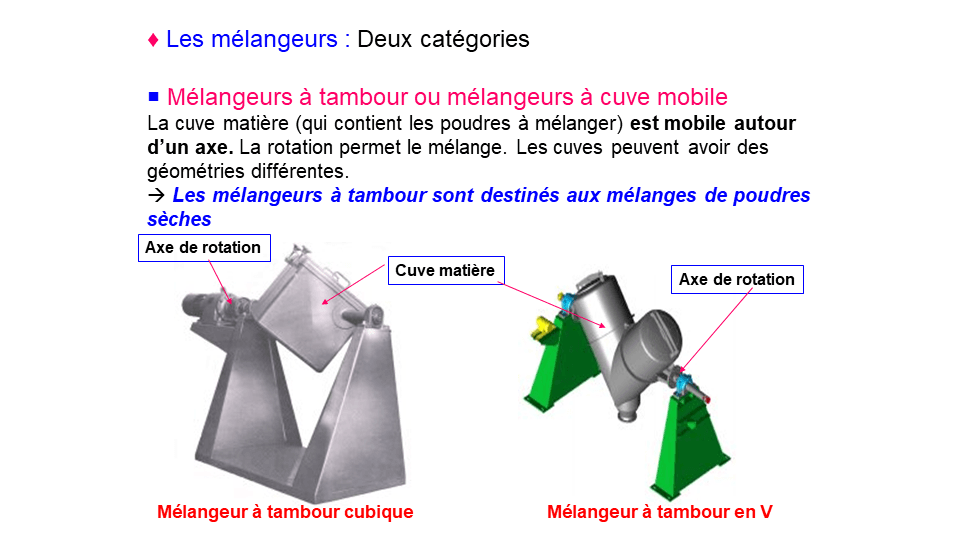 ♦ Les mélangeurs : Deux catégories
■ Mélangeurs à tambour ou mélangeurs à cuve mobile
La cuve matière (qui contient les poudres à mélanger) est mobile autour
d’un axe. La rotation permet le mélange. Les cuves peuvent avoir des
géométries différentes.
→ Les mélangeurs à tambour sont destinés aux mélanges de poudres
sèches
Axe de rotation
Cuve matière
Axe de rotation
Mélangeur à tambour cubique
Mélangeur à tambour en V